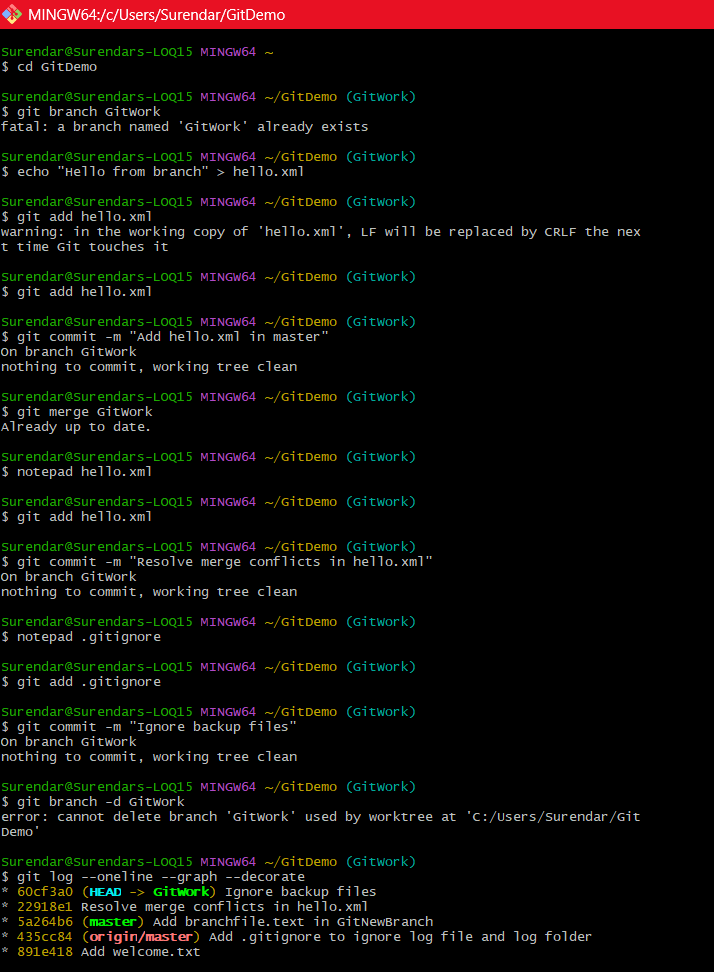 MINGW64:/c/Users/Surendar/GitDemo
Surendar@Surendars-LOQ15 MINGW64 ~
$ cd GitDemo
Surendar@Surendars-LOQ15 MINGW64 ~/GitDemo (GitWork)
$ git branch GitWork
fatal: a branch named 'GitWork' already exists
Surendar@Surendars-LOQ15 MINGW64 ~/GitDemo (GitWork)
$ echo "Hello from branch" > hello.xml
Surendar@Surendars-LOQ15 MINGW64 ~/GitDemo (GitWork)
$ git add hello.xml
warning: in the working copy of 'hello.xml', LF will be replaced by CRLF the nex
t time Git touches it
Surendar@Surendars-LOQ15 MINGW64 ~/GitDemo (GitWork)
$ git add hello.xml
Surendar@Surendars-LOQ15 MINGW64 ~/GitDemo (GitWork)
$ git commit -m "Add hello.xml in master"
On branch GitWork
nothing to commit, working tree clean
Surendar@Surendars-LOQ15 MINGW64 ~/GitDemo (GitWork)
$ git merge GitWork
Already up to date.
Surendar@Surendars-LOQ15 MINGW64 ~/GitDemo (GitWork)
$ notepad hello.xml
Surendar@Surendars-LOQ15 MINGW64 ~/GitDemo (GitWork)
$ git add hello.xml
Surendar@Surendars-LOQ15 MINGW64 ~/GitDemo (GitWork)
$ git commit -m "Resolve merge conflicts in hello.xml"
On branch GitWork
nothing to commit, working tree clean
Surendar@Surendars-LOQ15 MINGW64 ~/GitDemo (GitWork)
$ notepad .gitignore
Surendar@Surendars-LOQ15 MINGW64 ~/GitDemo (GitWork)
$ git add .gitignore
Surendar@Surendars-LOQ15 MINGW64 ~/GitDemo (GitWork)
$ git commit -m "Ignore backup files"
On branch GitWork
nothing to commit, working tree clean
Surendar@Surendars-LOQ15 MINGW64 ~/GitDemo (GitWork)
$ git branch -d GitWork
error: cannot delete branch 'GitWork' used by worktree at 'C:/Users/Surendar/Git
Demo'
Surendar@Surendars-LOQ15 MINGW64 ~/GitDemo (GitWork)
$ git log --oneline --graph --decorate
* 60cf3a0 (HEAD -> GitWork) Ignore backup files
* 22918e1 Resolve merge conflicts in hello.xml
* 5a264b6 (master) Add branchfile.text in GitNewBranch
* 435cc84 (origin/master) Add .gitignore to ignore log file and log folder
* 891e418 Add welcome.txt